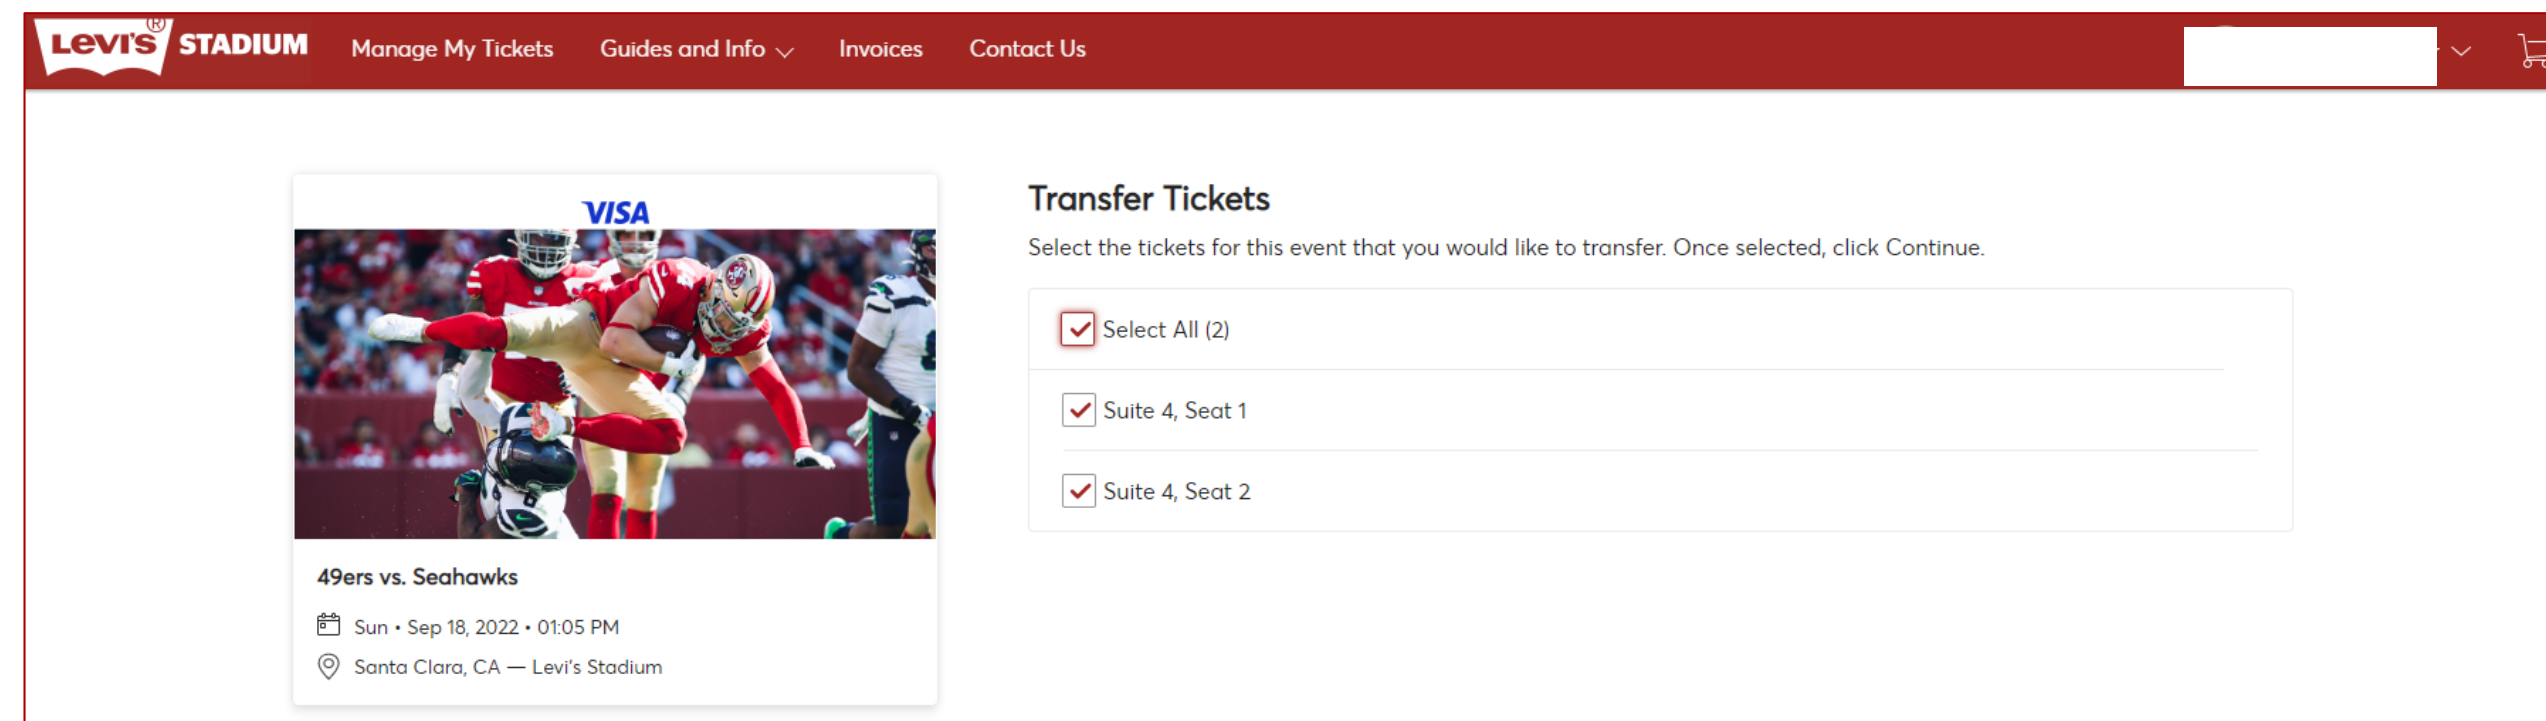 Levi's® STADIUM Manage My Tickets Guides and Info Invoices Contact Us
VISA
49ers vs. Seahawks
Sun • Sep 18, 2022 • 01:05 PM
Santa Clara, CA — Levi's Stadium
Transfer Tickets
Select the tickets for this event that you would like to transfer. Once selected, click Continue.
Select All (2)
Suite 4, Seat 1
Suite 4, Seat 2